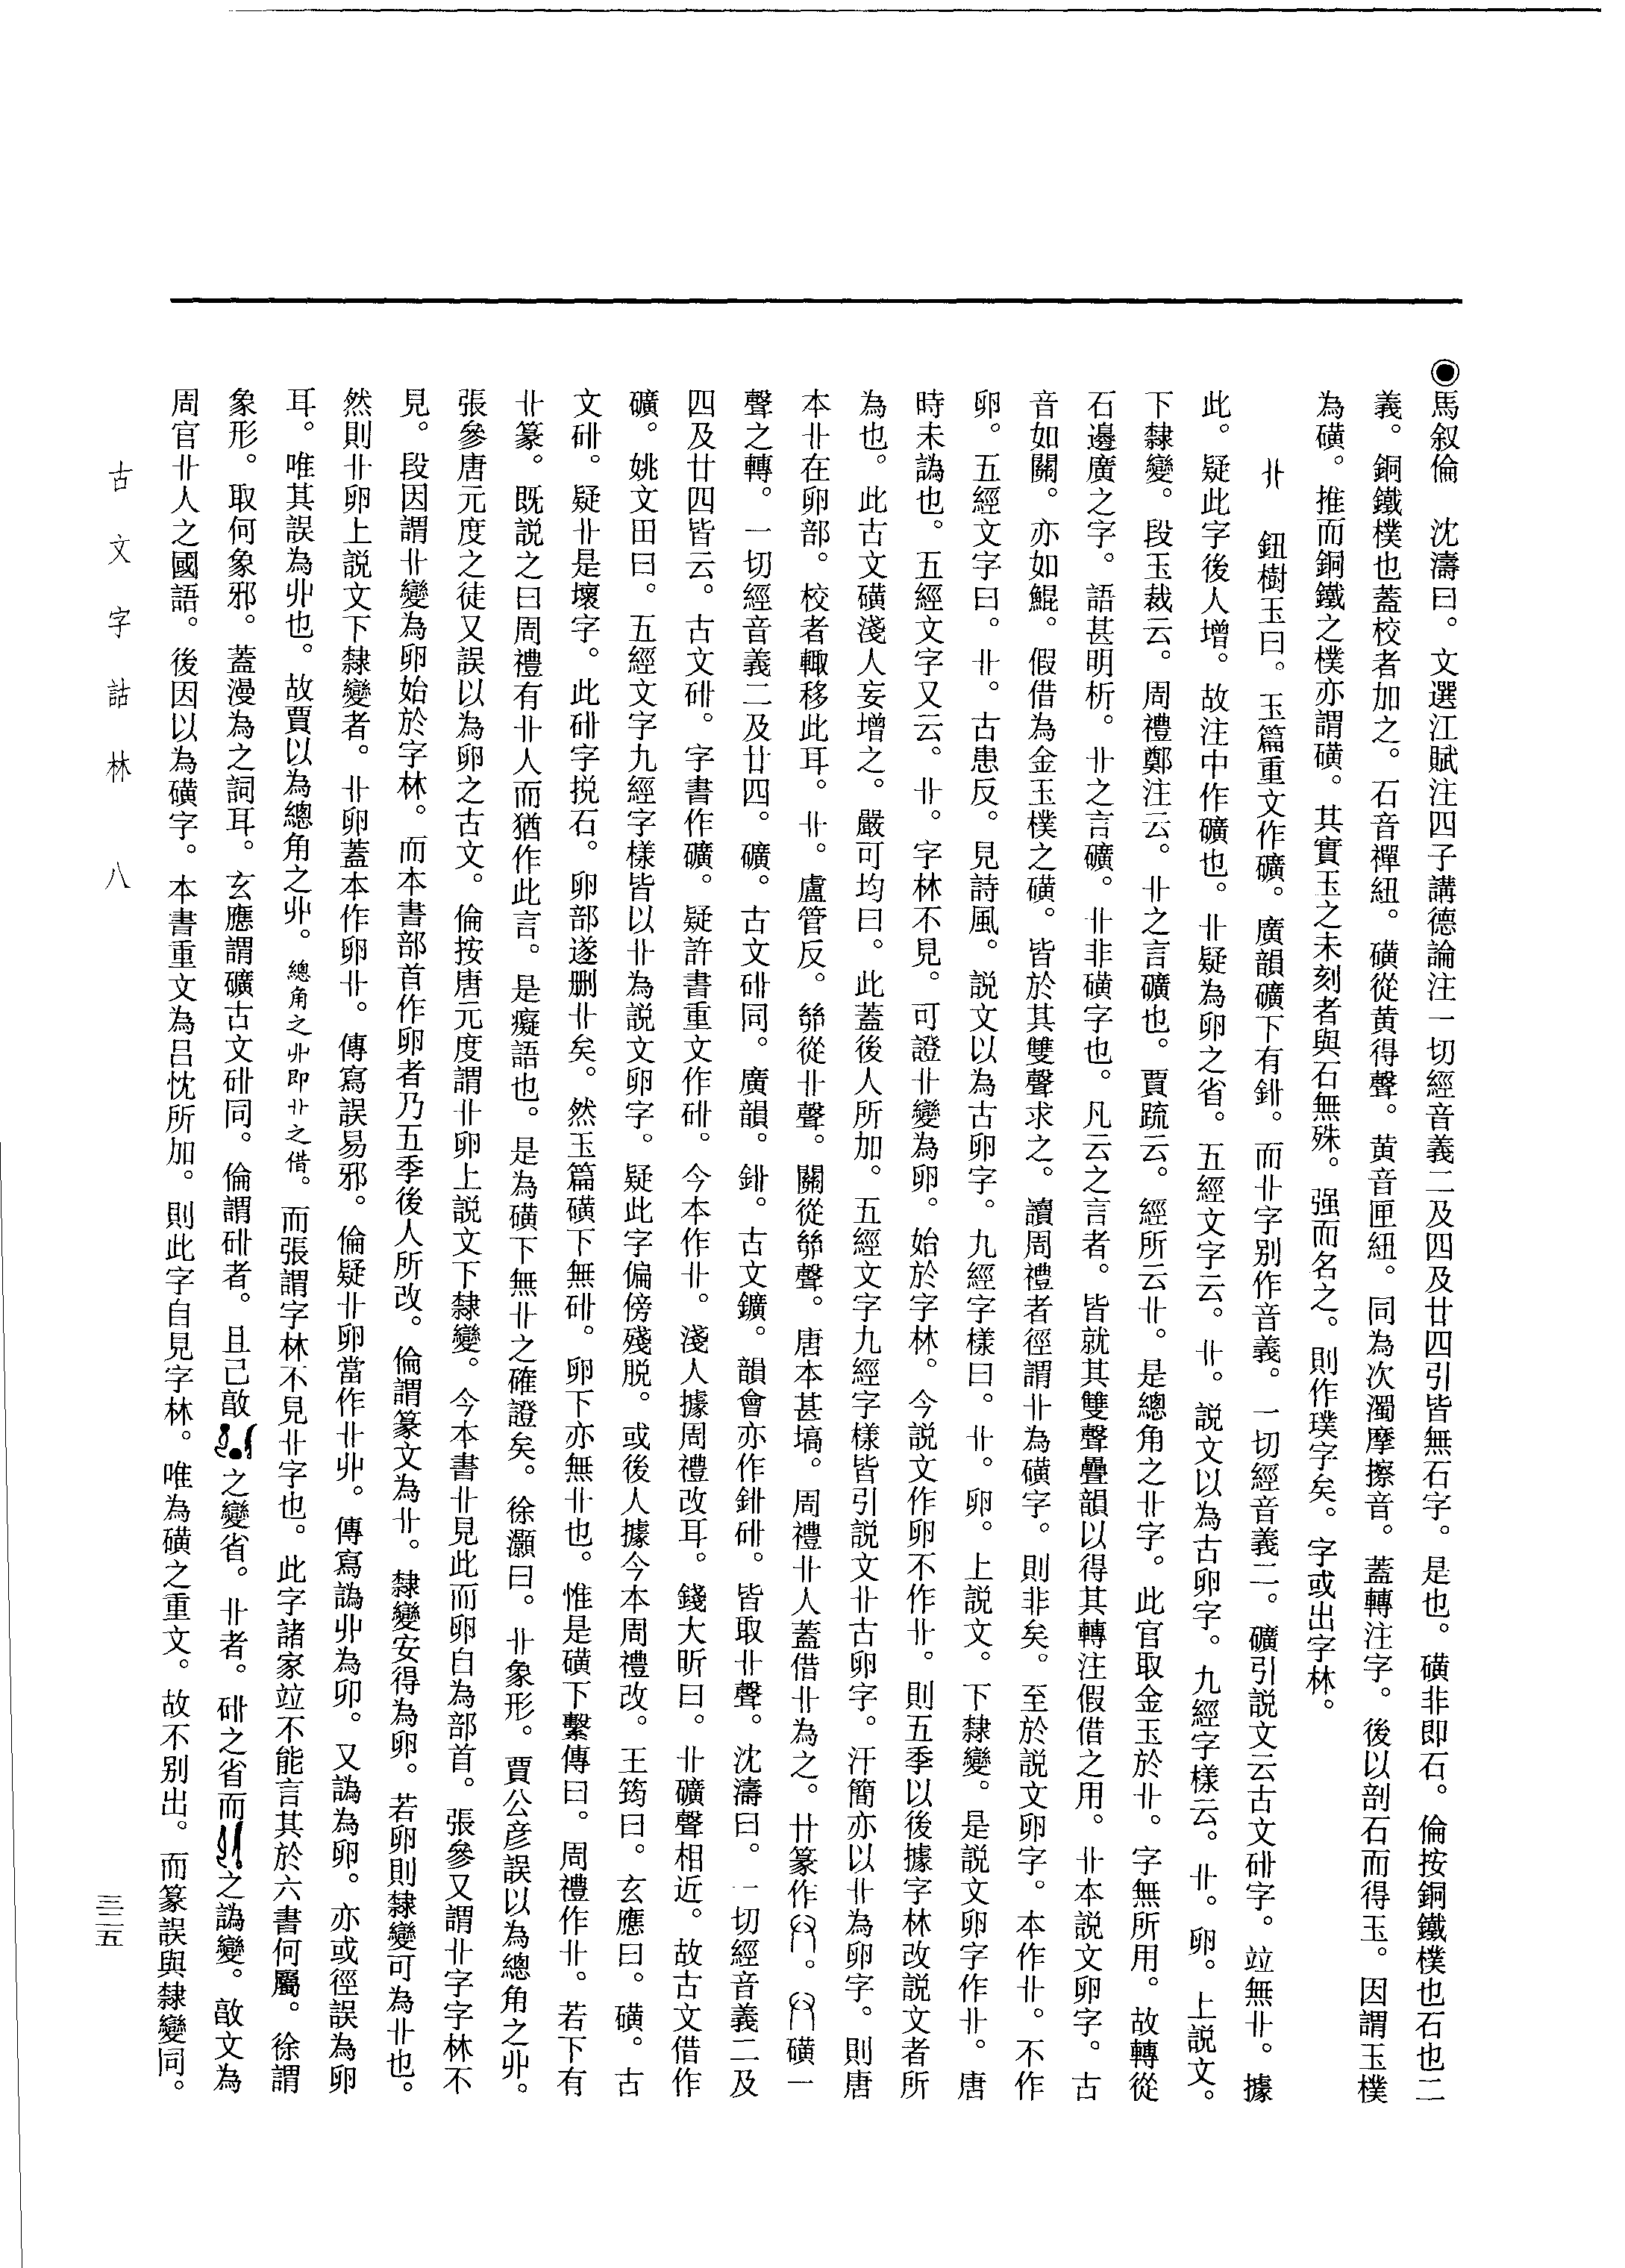 ◉馬叙倫　沈濤曰。文選江賦注四子講德論注一切經音義二及四及廿四引皆無石字。是也。磺非即石。倫按銅鐵樸也石也二
義。銅鐵樸也蓋校者加之。石音禪紐。磺從黄得聲。黄音匣紐。同為次濁摩擦音。蓋轉注字。後以剖石而得玉。因謂玉樸
為磺。推而銅鐵之樸亦謂磺。其實玉之未刻者與石無殊。强而名之。則作璞字矣。字或出字林。
卝　鈕樹玉曰。玉篇重文作礦。廣韻礦下有鉀。而卝字别作音義。一切經音義二。礦引説文云古文砙字。竝無卝。據
此。疑此字後人增。故注中作礦也。卝疑為卵之省。五經文字云。卝。説文以為古卵字。九經字樣云。卝。卵。上説文。
下隸變。段玉裁云。周禮鄭注云。卝之言礦也。賈疏云。經所云卝。是總角之卝字。此官取金玉於卝。字無所用。故轉從
石邊廣之字。語甚明析。卝之言礦。卝非磺字也。凡云之言者。皆就其雙聲疊韻以得其轉注假借之用。卝本説文卵字。古
音如關。亦如鯤。假借為金玉樸之磺。皆於其雙聲求之。讀周禮者徑謂卝為磺字。則非矣。至於説文卵字。本作卝。不作
卵。五經文字曰。卝。古患反。見詩風。説文以為古卵字。九經字樣曰。卝。卵。上説文。下隸變。是説文卵字作卝。唐
時未譌也。五經文字又云。卝。字林不見。可證卝變為卵。始於字林。今説文作卵不作卝。則五季以後據字林改説文者所
為也。此古文磺淺人妄增之。嚴可均曰。此蓋後人所加。五經文字九經字樣皆引説文卝古卵字。汗簡亦以卝為卵字。則唐
本卝在卵部。校者輙移此耳。卝。盧管反。𢇇從卝聲。關從𢇇聲。唐本甚塙。周禮卝人蓋借卝為之。卝篆作。磺一
聲之轉。一切經音義二及廿四。礦。古文同。廣韻。。古文鑛。韻會亦作。皆取卝聲。沈濤曰。一切經音義二及
四及廿四皆云。古文。字書作礦。疑許書重文作。今本作卝。淺人據周禮改耳。錢大昕曰。卝礦聲相近。故古文借作
礦。姚文田曰。五經文字九經字樣皆以卝為説文卵字。疑此字偏傍殘脱。或後人據今本周禮改。王筠曰。玄應曰。磺。古
文。疑卝是壞字。此字挩石。卵部遂删卝矣。然玉篇磺下無。卵下亦無卝也。惟是磺下繫傳曰。周禮作卝。若下有
卝篆。既説之曰周禮有卝人而猶作此言。是癡語也。是為磺下無卝之確證矣。徐灝曰。卝象形。賈公彦誤以為總角之丱。
張參唐元度之徒又誤以為卵之古文。倫按唐元度謂卝卵上説文下隸變。今本書卝見此而卵自為部首。張參又謂卝字字林不
見。段因謂卝變為卵始於字林。而本書部首作卵者乃五季後人所改。倫謂篆文為卝。隸變安得為卵。若卵則隸變可為卝也。
然則卝卵上説文下隸變者。卝卵蓋本作卵卝。傳寫誤易邪。倫疑卝卵當作卝丱。傳寫譌丱為卯。又譌為卵。亦或徑誤為卵
耳。唯其誤為丱也。故賈以為總角之丱。總角之丱即卝之借。而張謂字林不見卝字也。此字諸家竝不能言其於六書何屬。徐謂
象形。取何象邪。蓋漫為之詞耳。玄應謂礦古文同。倫謂者。且己敢之變省。卝者。之省而之譌變。敢文為
周官卝人之國語。後因以為磺字。本書重文為吕忱所加。則此字自見字林。唯為磺之重文。故不别出。而篆誤與隸變同。
古文字詁林　八
三二五